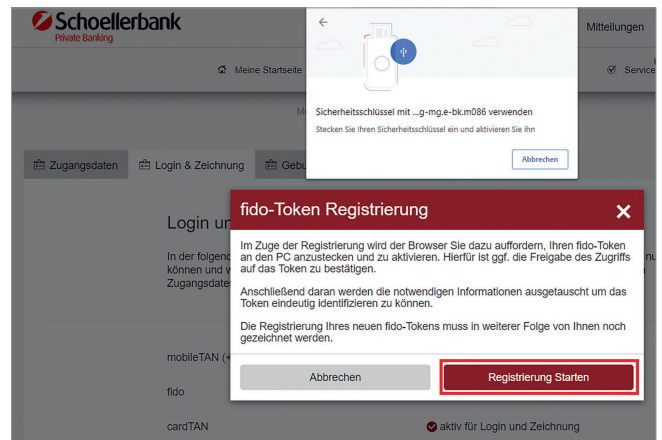 Schoellerbank
Private Banking
Mitteilungen
Meine Startseite
Service
Sicherheitsschlüssel mit ...g-mg.e-bk.m086 verwenden
Stecken Sie Ihren Sicherheitsschlüssel ein und aktivieren Sie ihn
Abbrechen
Zugangsdaten
Login & Zeichnung
Login
fido-Token Registrierung
In der
Im Zuge der Registrierung wird der Browser Sie dazu auffordern, Ihren fido-Token
können und
an den PC anzustecken und zu aktivieren. Hierfür ist ggf. die Freigabe des Zugriffs
auf das Token zu bestätigen.
Anschließend daran werden die notwendigen Informationen ausgetauscht um das
Token eindeutig identifizieren zu können.
Die Registrierung Ihres neuen fido-Tokens muss in weiterer Folge von Ihnen noch
gezeichnet werden.
Abbrechen
Registrierung Starten
mobileTAN
fido
cardTAN
aktiv für Login und Zeichnung